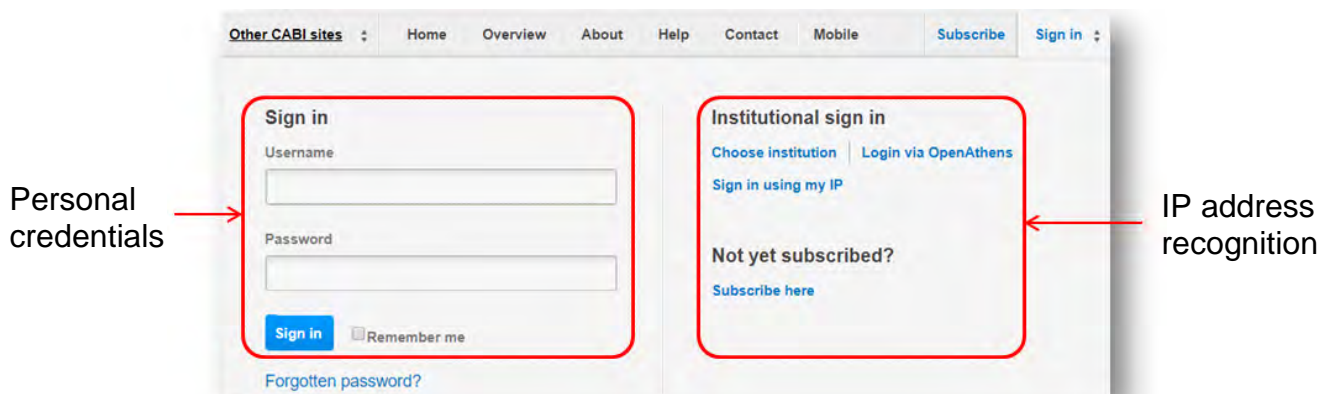 Other CABI sites Home Overview About Help Contact Mobile Subscribe Sign in
Sign in
Username
Password
Sign in Remember me
Forgotten password?
Institutional sign in
Choose institution Login via OpenAthens
Sign in using my IP
Not yet subscribed?
Subscribe here
Personal
credentials
IP address
recognition